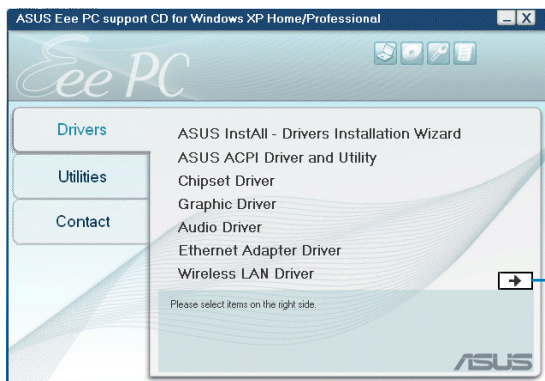 ASUS Eee PC support CD for Windows XP Home/Professional
Eee PC
Drivers
Utilities
Contact
ASUS InstAll - Drivers Installation Wizard
ASUS ACPI Driver and Utility
Chipset Driver
Graphic Driver
Audio Driver
Ethernet Adapter Driver
Wireless LAN Driver
Please select items on the right side.
ASUS